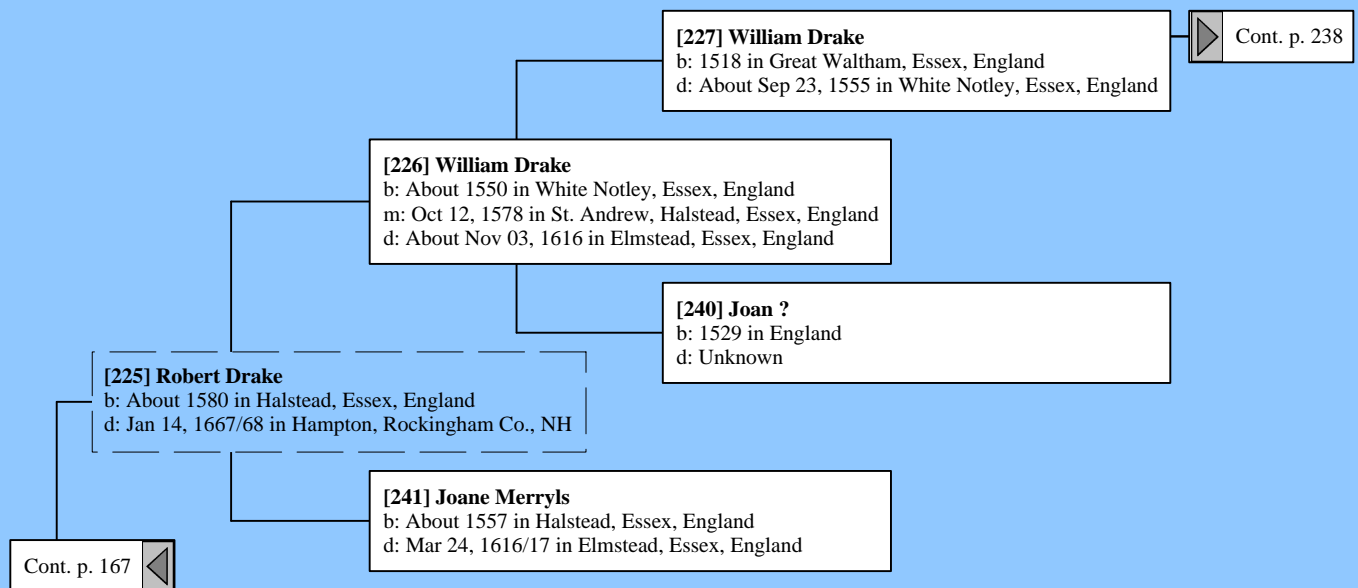 [227] William Drake
b: 1518 in Great Waltham, Essex, England
d: About Sep 23, 1555 in White Notley, Essex, England
Cont. p. 238
[226] William Drake
b: About 1550 in White Notley, Essex, England
m: Oct 12, 1578 in St. Andrew, Halstead, Essex, England
d: About Nov 03, 1616 in Elmstead, Essex, England
[240] Joan ?
b: 1529 in England
d: Unknown
[225] Robert Drake
b: About 1580 in Halstead, Essex, England
d: Jan 14, 1667/68 in Hampton, Rockingham Co., NH
[241] Joane Merryls
b: About 1557 in Halstead, Essex, England
d: Mar 24, 1616/17 in Elmstead, Essex, England
Cont. p. 167